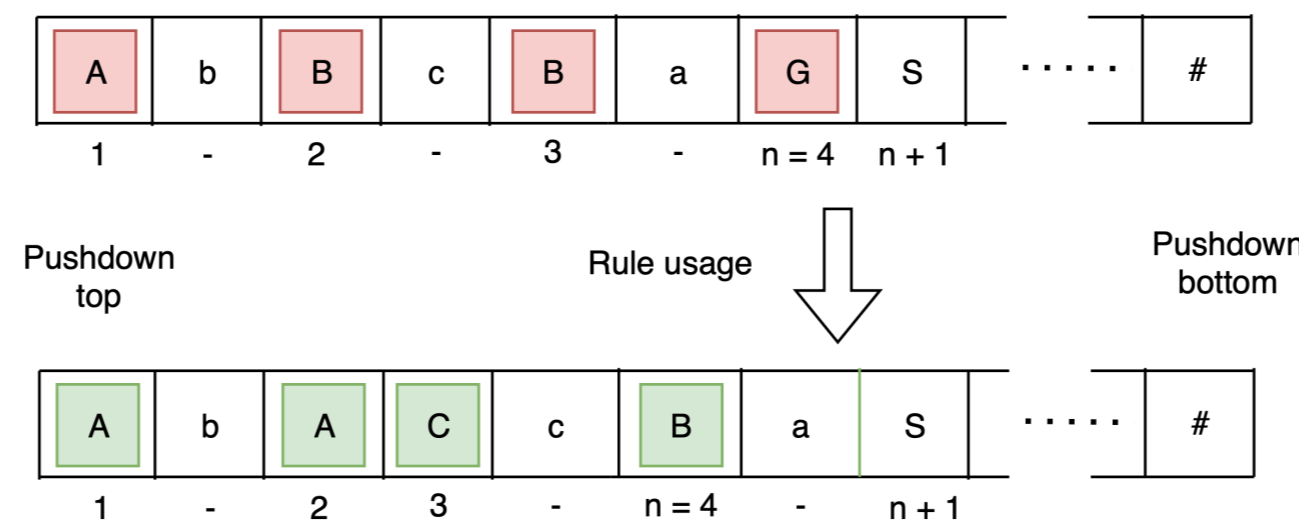 A b B c B a G S ..... #
1 - 2 - 3 - n = 4 n + 1
Pushdown
top
Rule usage
Pushdown
bottom
A b A C c B a S ..... #
1 - 2 3 - n = 4 - n + 1